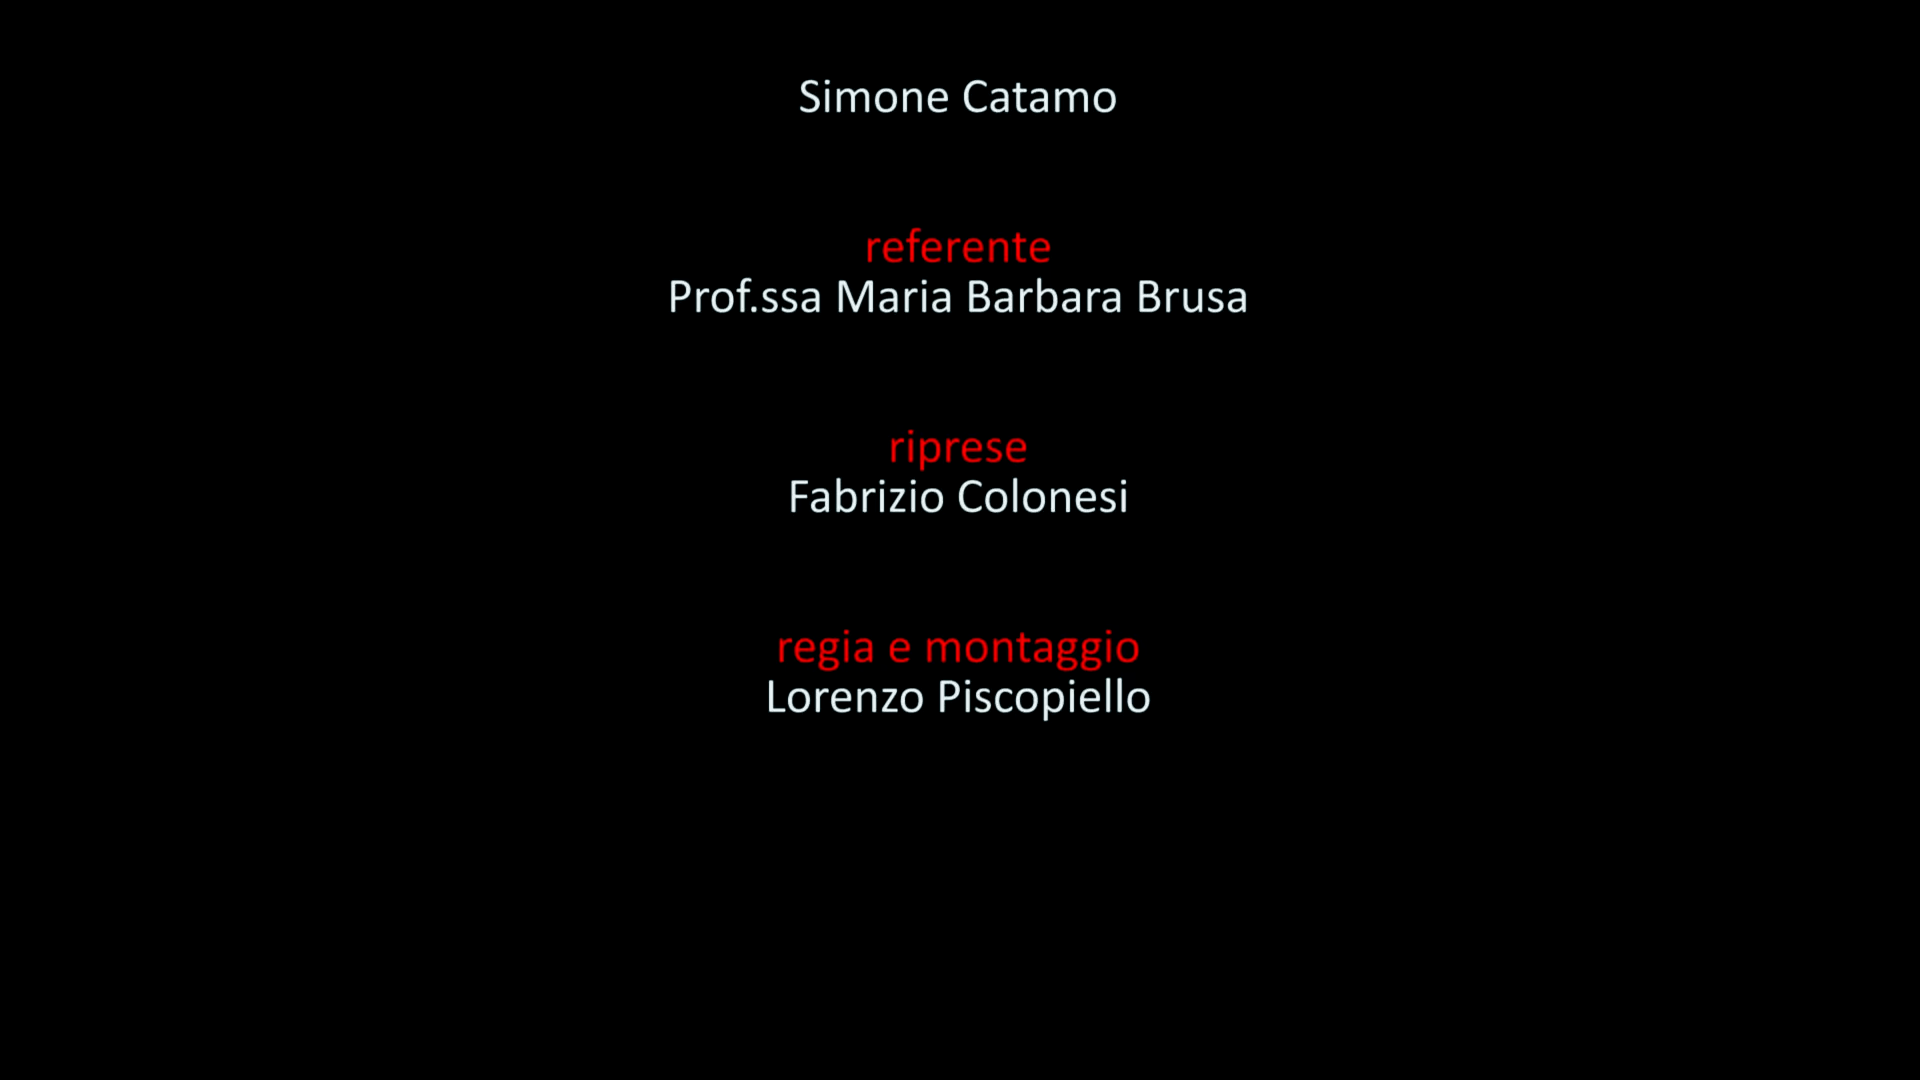 Simone Catamo
referente
Prof.ssa Maria Barbara Brusa
riprese
Fabrizio Colonesi
regia e montaggio
Lorenzo Piscopiello